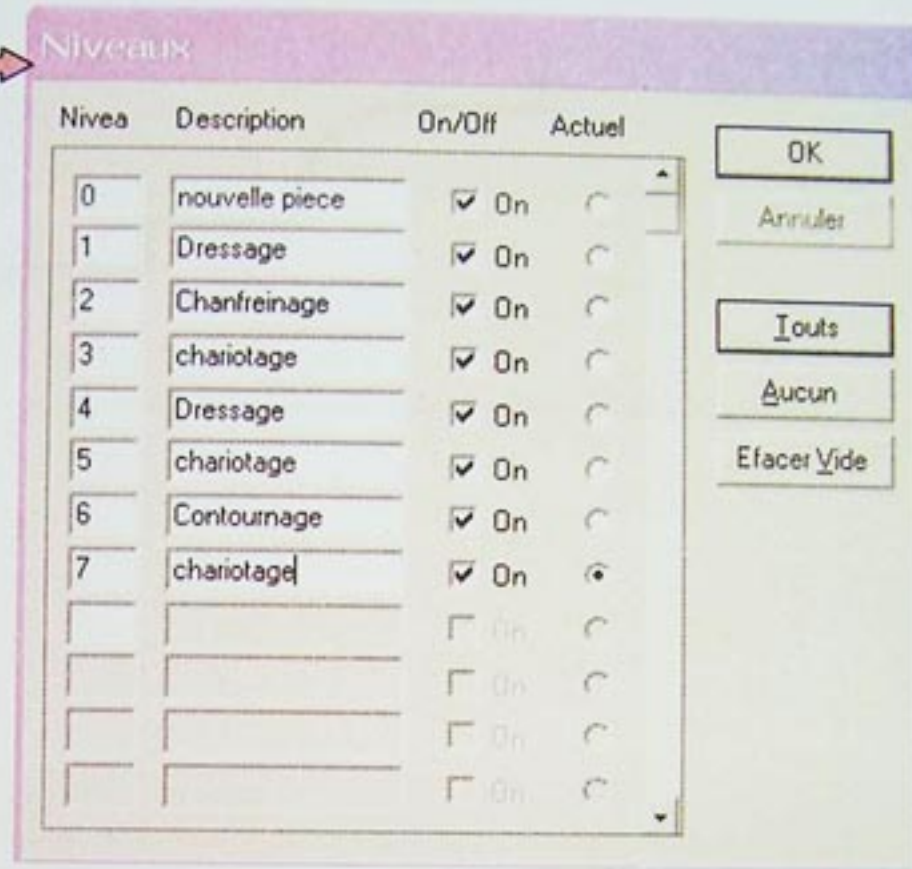 Niveaux
Nivea Description On/Off Actuel
0 nouvelle piece On
1 Dressage On
2 Chanfreinage On
3 chariotage On
4 Dressage On
5 chariotage On
6 Contournage On
7 chariotage On
On
On
On
On
OK
Annuler
Touts
Aucun
Efacer Vide